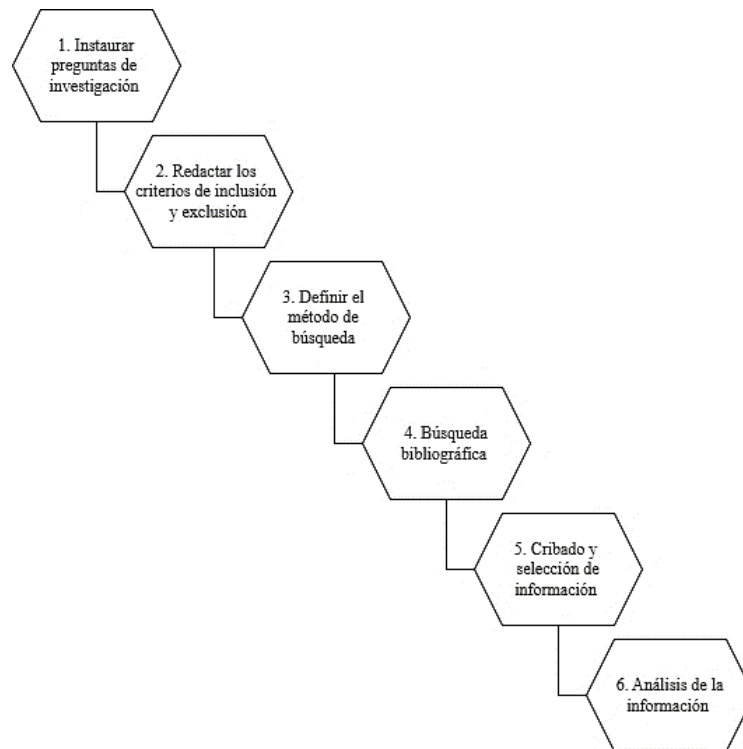 1. Instaurar
preguntas de
investigación
2. Redactar los
criterios de inclusión
y exclusión
3. Definir el
método de
búsqueda
4. Búsqueda
bibliográfica
5. Cribado y
selección de
información
6. Análisis de la
información